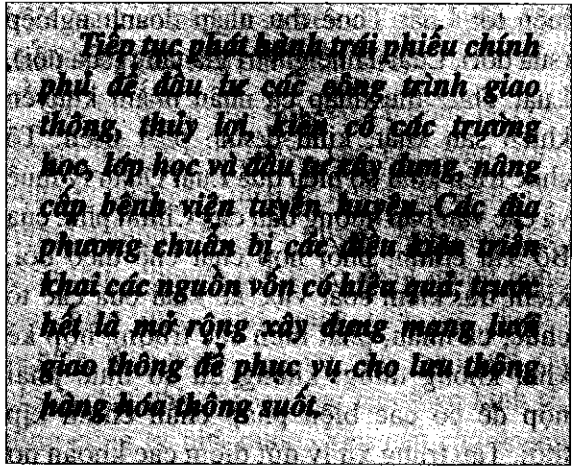 Tiếp tục phát hành trái phiếu chính
phủ để đầu tư các công trình giao
thông, thủy lợi, kiên cố các trường
học, lớp học và đầu tư xây dựng, nâng
cấp bệnh viện tuyến huyện. Các địa
phương chuẩn bị các điều kiện triển
khai các nguồn vốn có hiệu quả; trước
hết là mở rộng xây dựng mạng lưới
giao thông để phục vụ cho lưu thông
hàng hóa thông suốt.